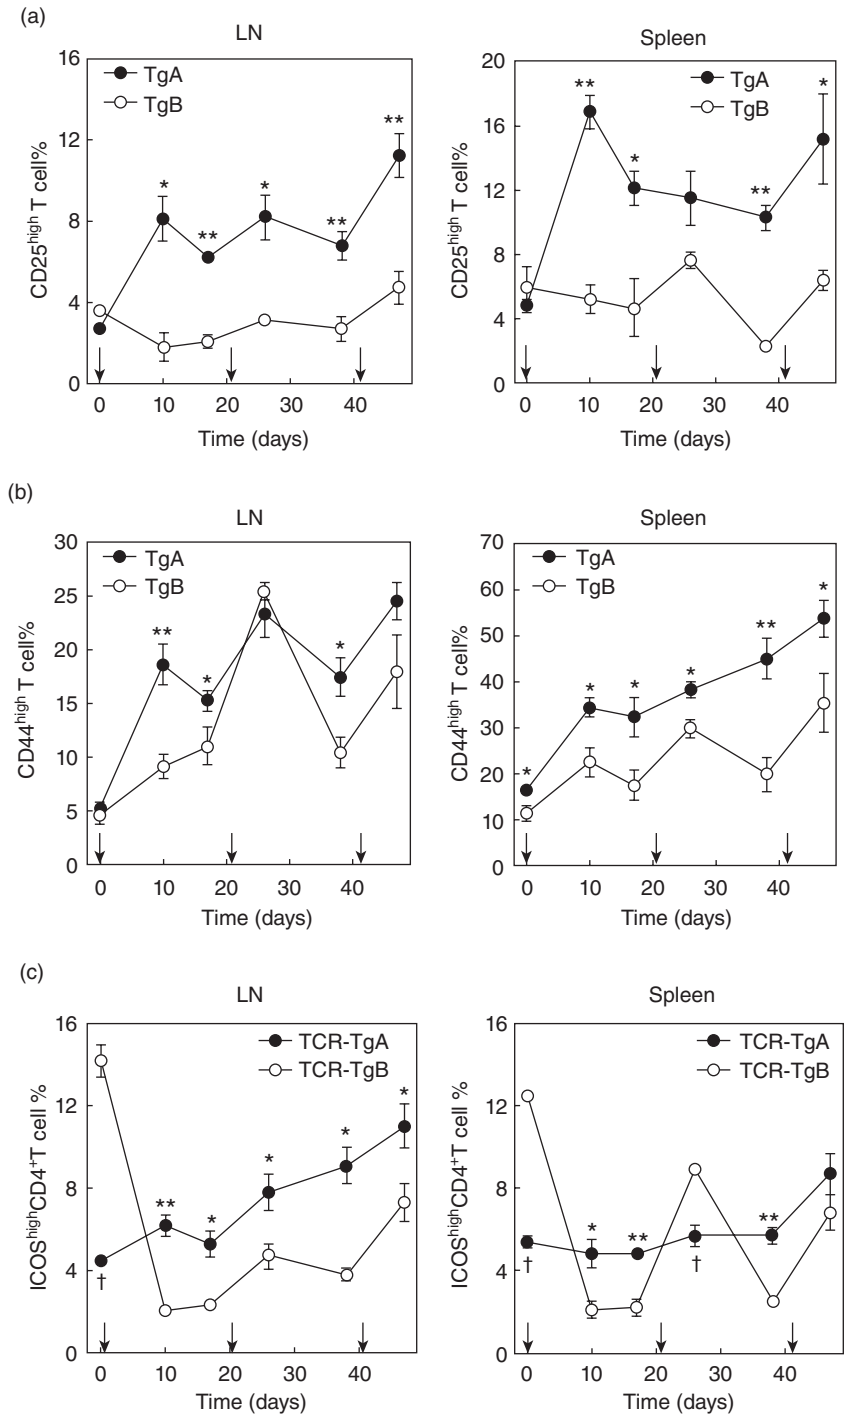 (a)
LN
16
12
8
4
0
TgA
TgB
*
**
*
**
**
CD25high T cell%
0 10 20 30 40
Time (days)
Spleen
20
16
12
8
4
0
TgA
TgB
**
*
**
*
CD25high T cell%
0 10 20 30 40
Time (days)
(b)
LN
30
25
20
15
10
5
0
TgA
TgB
**
*
*
CD44high T cell%
0 10 20 30 40
Time (days)
Spleen
70
60
50
40
30
20
10
0
TgA
TgB
*
*
*
*
**
*
CD44high T cell%
0 10 20 30 40
Time (days)
(c)
LN
16
12
8
4
0
TCR-TgA
TCR-TgB
†
**
*
*
*
*
ICOShighCD4+T cell %
0 10 20 30 40
Time (days)
Spleen
16
12
8
4
0
TCR-TgA
TCR-TgB
†
*
**
†
**
ICOShighCD4+T cell %
0 10 20 30 40
Time (days)